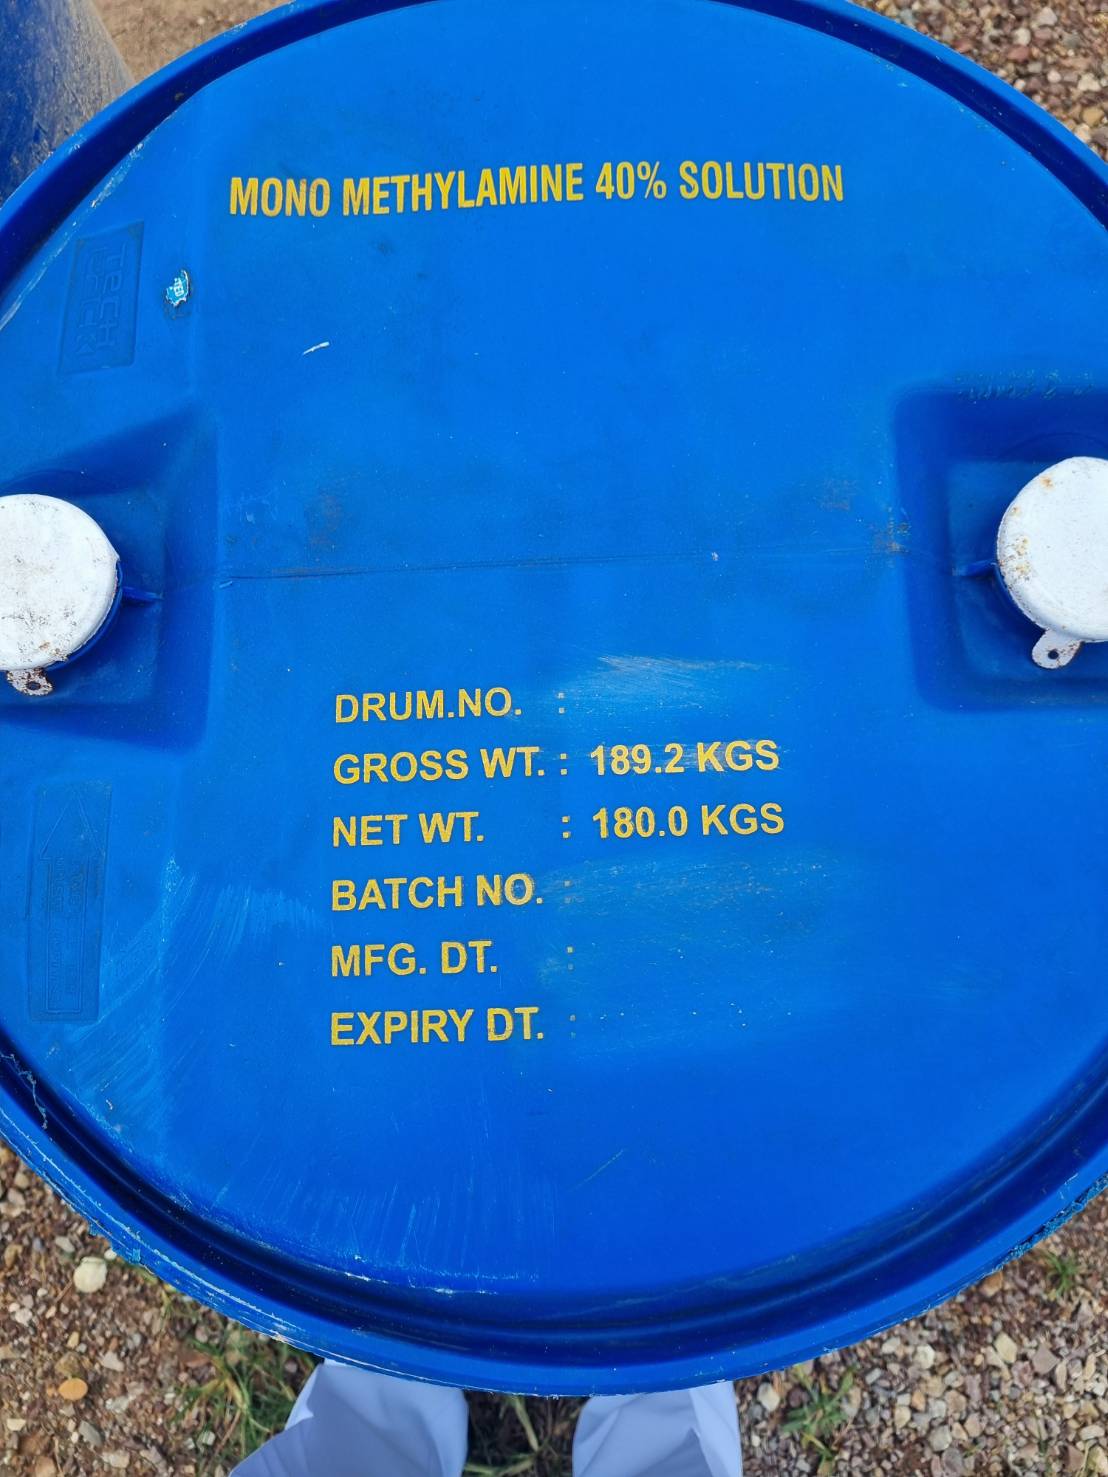 MONO METHYLAMINE 40% SOLUTION
DRUM.NO. :
GROSS WT. : 189.2 KGS
NET WT. : 180.0 KGS
BATCH NO. :
MFG. DT. :
EXPIRY DT. :